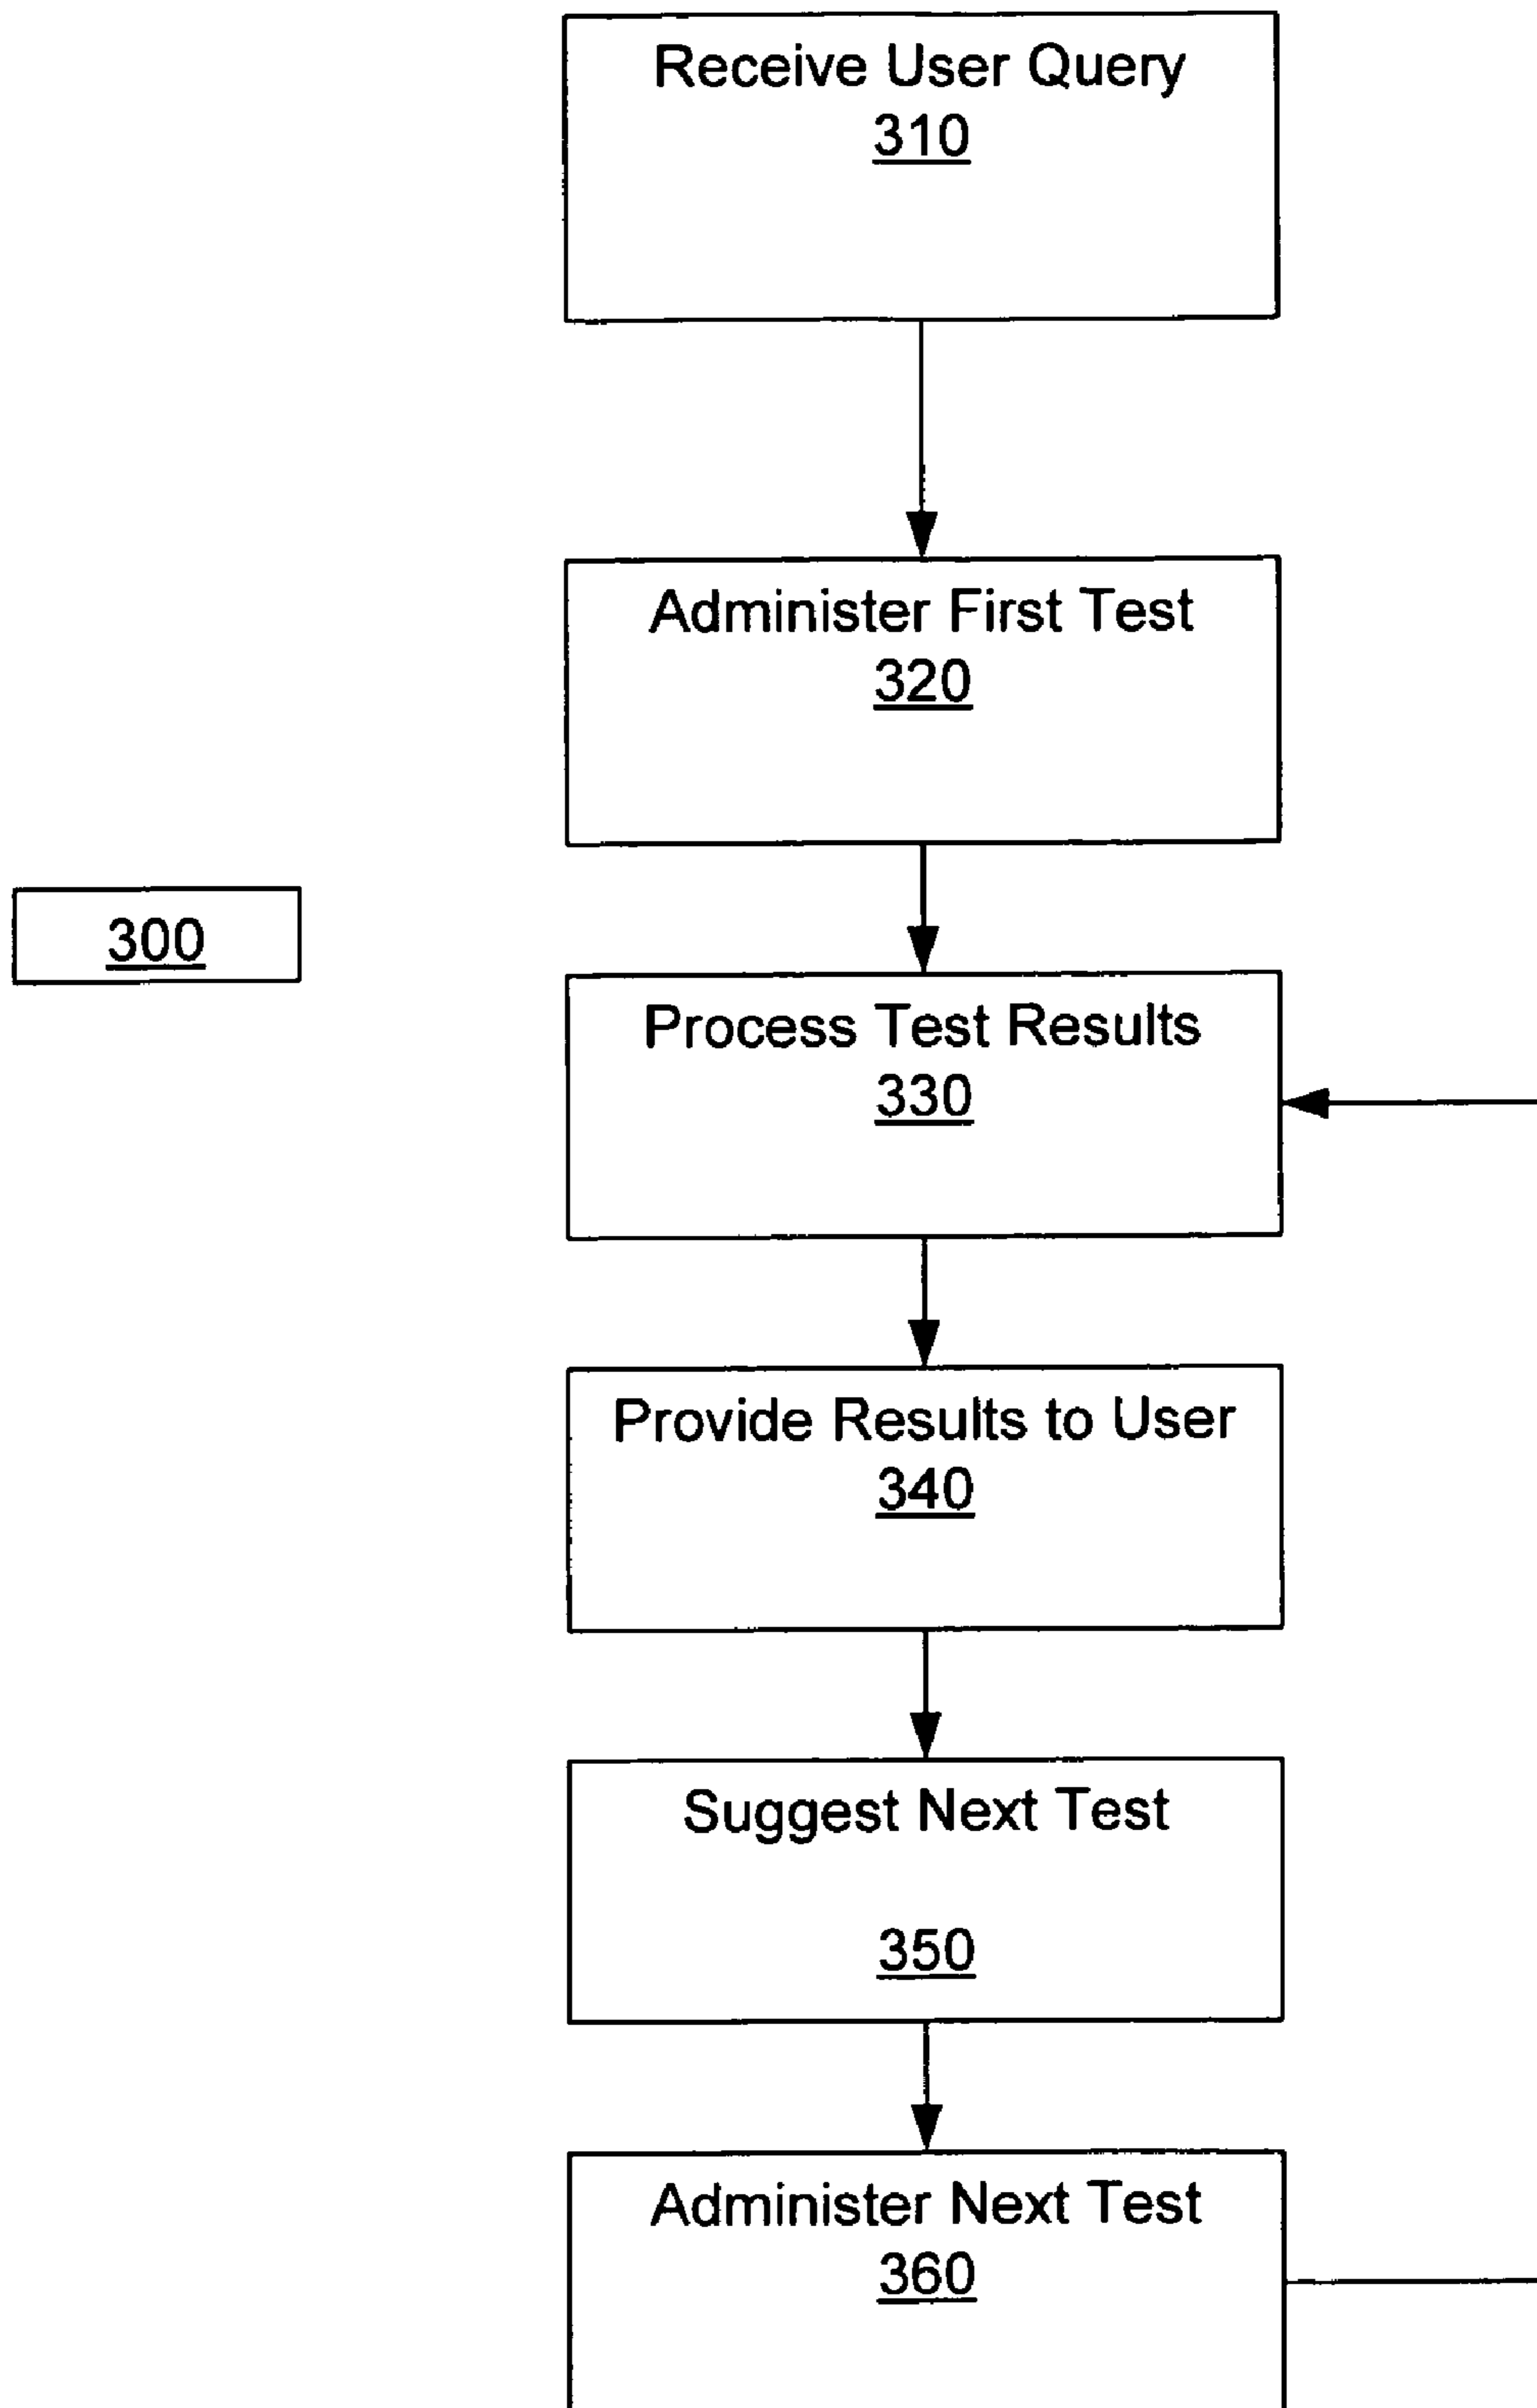 Receive User Query
310
Administer First Test
320
300
Process Test Results
330
Provide Results to User
340
Suggest Next Test
350
Administer Next Test
360